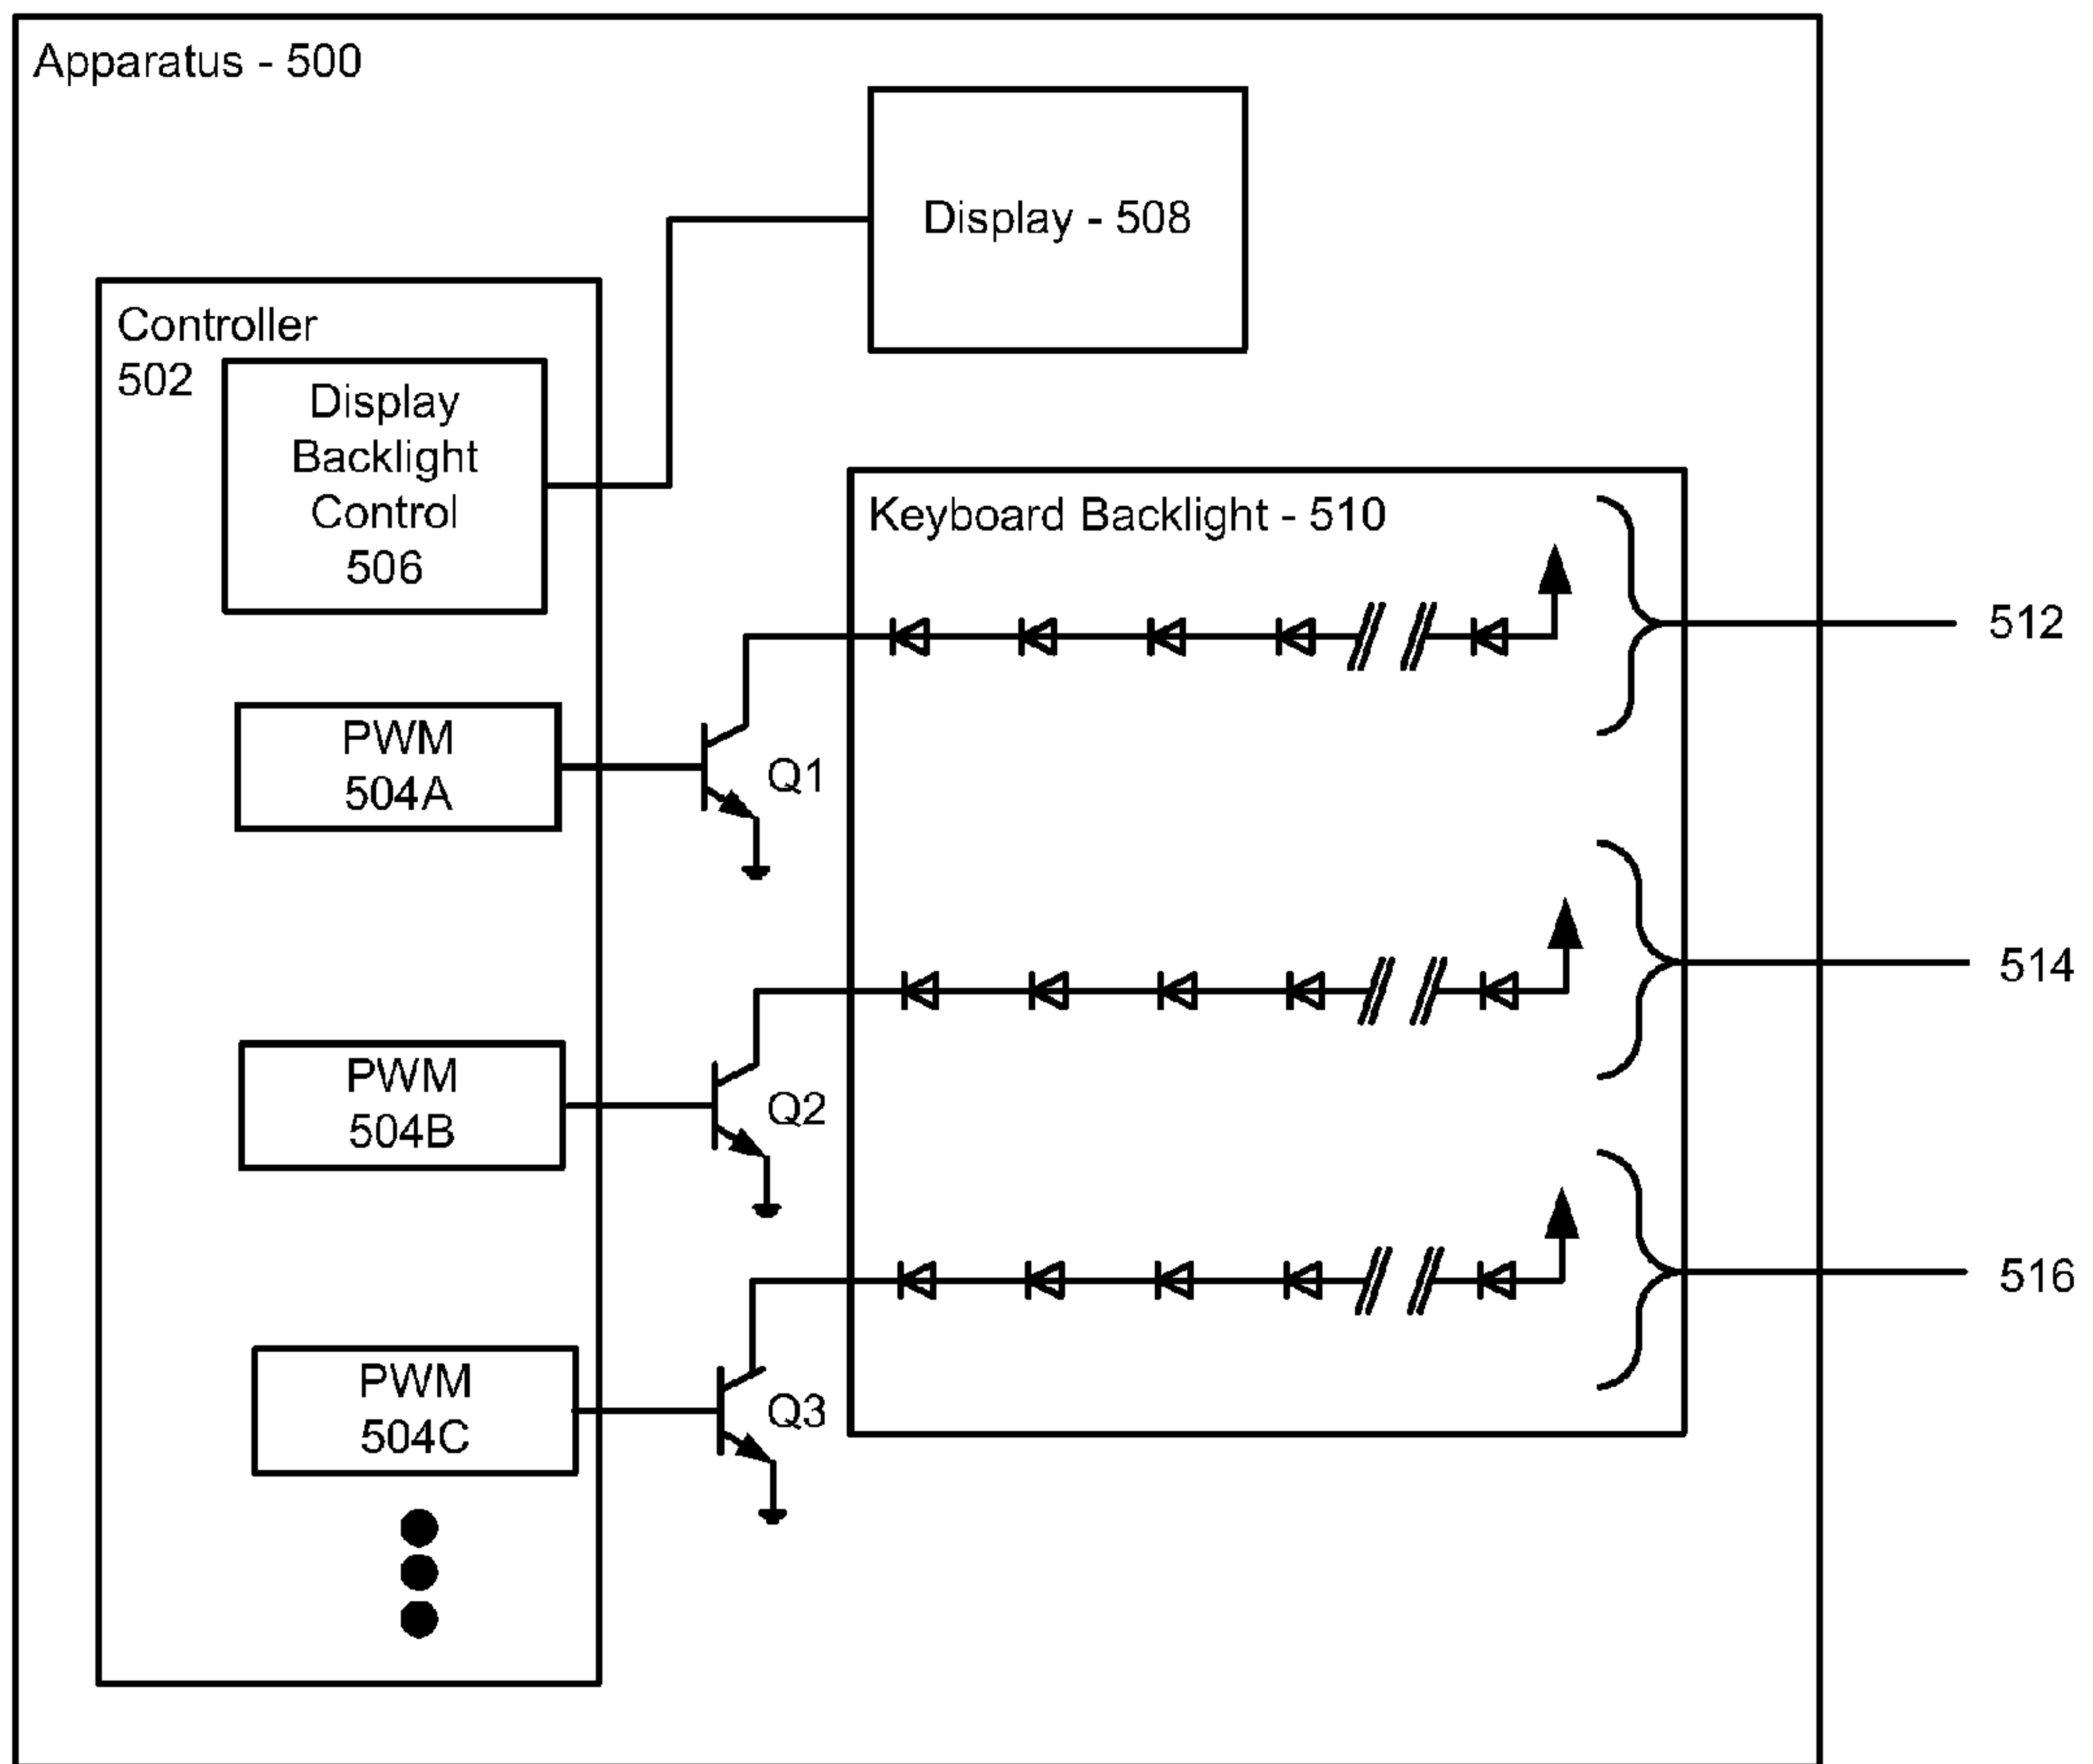 Apparatus - 500
Display - 508
Controller
502
Display
Backlight
Control
506
Keyboard Backlight - 510
512
PWM
504A
Q1
514
PWM
504B
Q2
516
PWM
504C
Q3